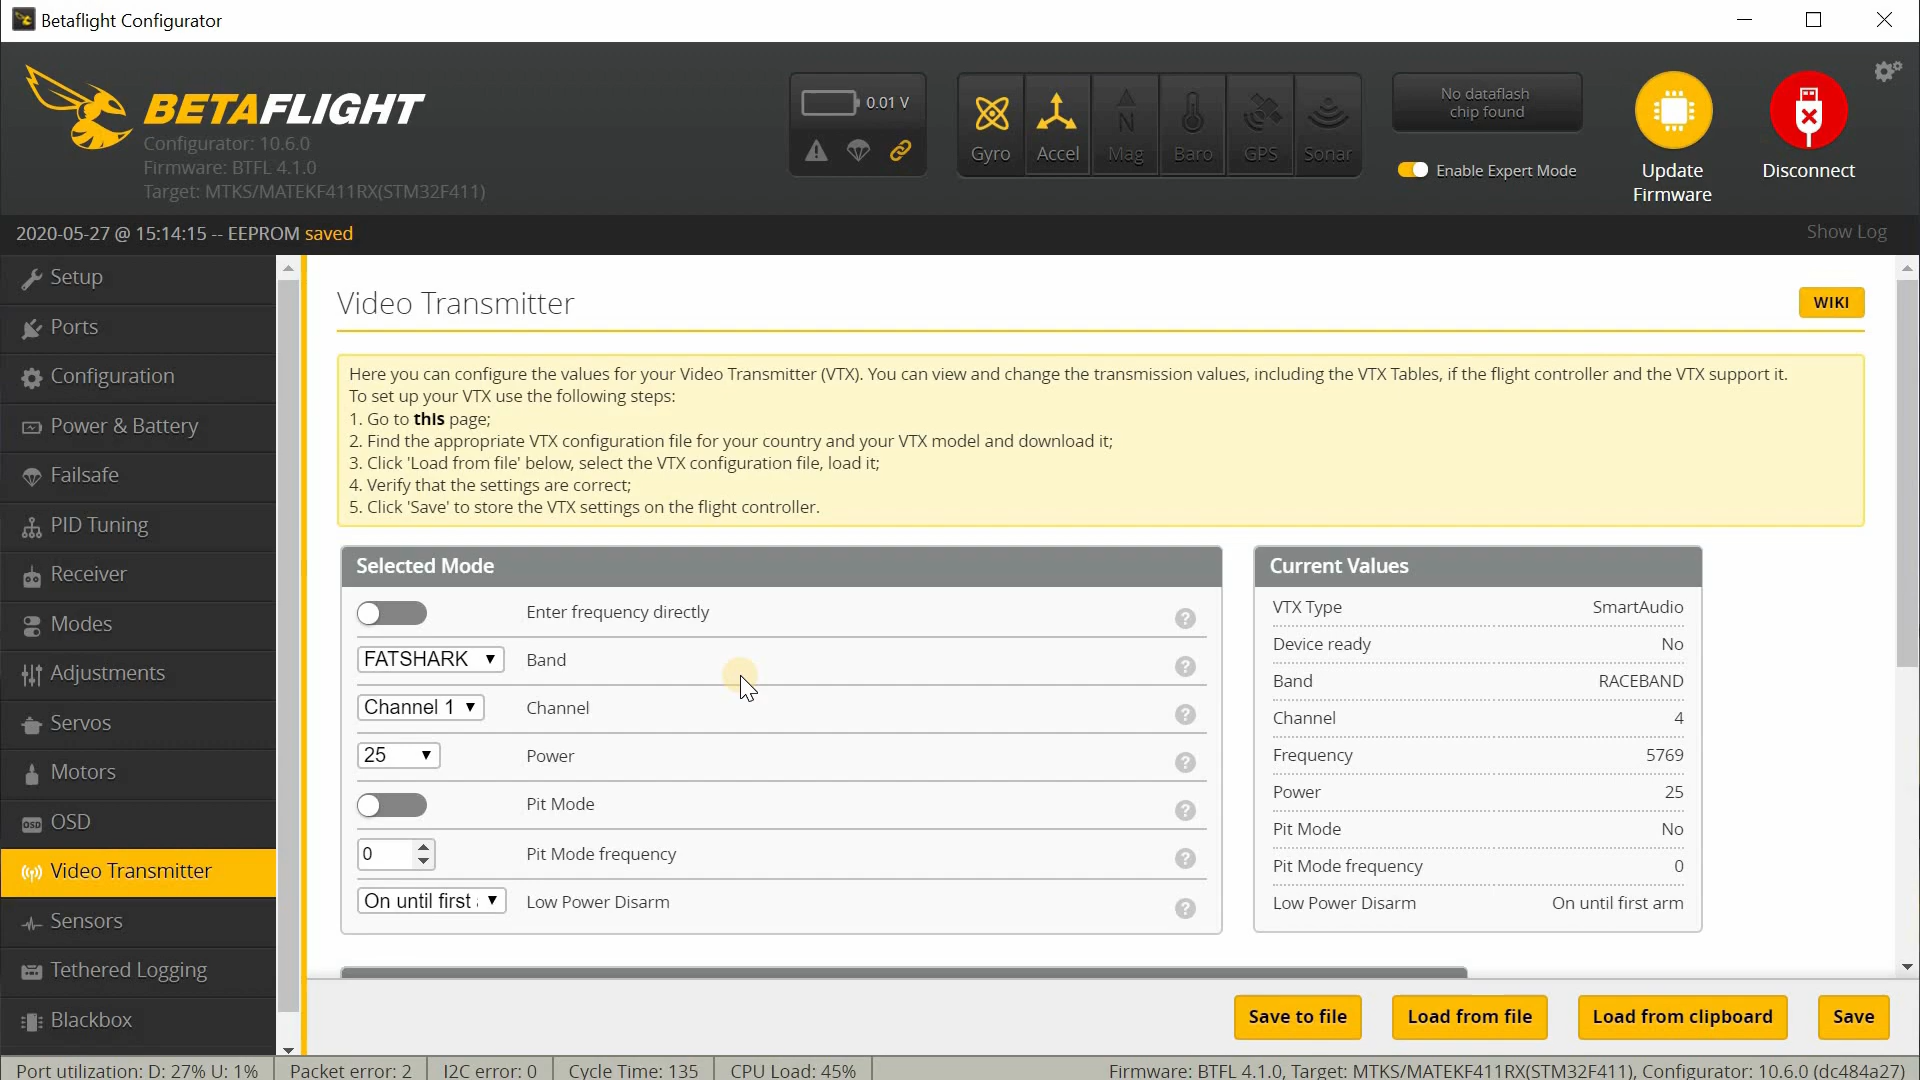 Betaflight Configurator
BETAFLIGHT
Configurator: 10.6.0
Firmware: BTFL 4.1.0
Target: MTKS/MATEKF411RX(STM32F411)
0.01 V
Gyro
Accel
N
Mag
Baro
GPS
Sonar
No dataflash
chip found
Enable Expert Mode
Update
Firmware
Disconnect
2020-05-27 @ 15:14:15 -- EEPROM saved
Show Log
Setup
Ports
Configuration
Power & Battery
Failsafe
PID Tuning
Receiver
Modes
Adjustments
Servos
Motors
OSD OSD
Video Transmitter
Sensors
Tethered Logging
Blackbox
Video Transmitter
WIKI
Here you can configure the values for your Video Transmitter (VTX). You can view and change the transmission values, including the VTX Tables, if the flight controller and the VTX support it.
To set up your VTX use the following steps:
1. Go to this page;
2. Find the appropriate VTX configuration file for your country and your VTX model and download it;
3. Click 'Load from file' below, select the VTX configuration file, load it;
4. Verify that the settings are correct;
5. Click 'Save' to store the VTX settings on the flight controller.
Selected Mode
Enter frequency directly ?
FATSHARK Band ?
Channel 1 Channel ?
25 Power ?
Pit Mode ?
0 Pit Mode frequency ?
On until first Low Power Disarm ?
Current Values
VTX Type SmartAudio
Device ready No
Band RACEBAND
Channel 4
Frequency 5769
Power 25
Pit Mode No
Pit Mode frequency 0
Low Power Disarm On until first arm
Save to file
Load from file
Load from clipboard
Save
Port utilization: D: 27% U: 1%
Packet error: 2
I2C error: 0
Cycle Time: 135
CPU Load: 45%
Firmware: BTFL 4.1.0, Target: MTKS/MATEKF411RX(STM32F411), Configurator: 10.6.0 (dc484a27)